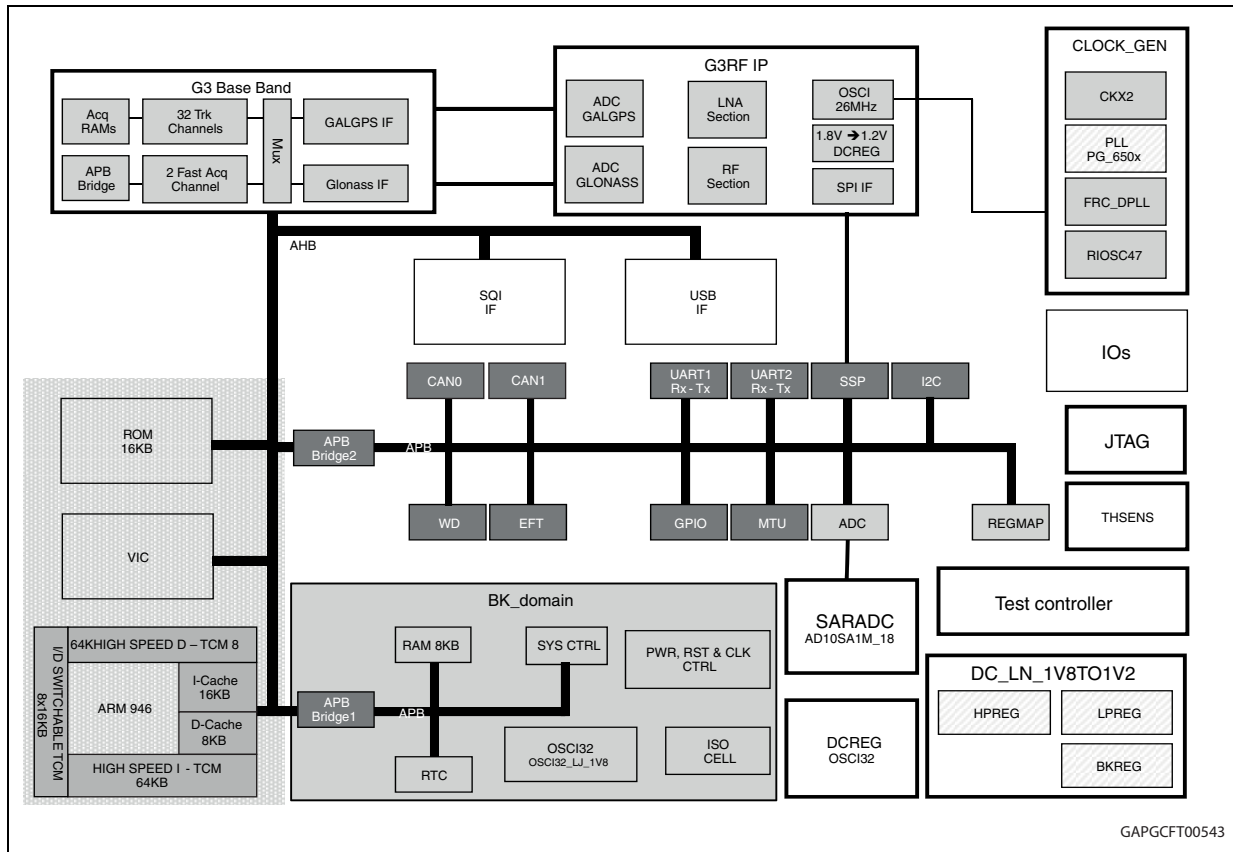 G3 Base Band
Acq
RAMs
32 Trk
Channels
Mux
GALGPS IF
APB
Bridge
2 Fast Acq
Channel
Glonass IF
G3RF IP
ADC
GALGPS
LNA
Section
OSCI
26MHz
1.8V ➔1.2V
DCREG
ADC
GLONASS
RF
Section
SPI IF
CLOCK_GEN
CKX2
PLL
PG_650x
FRC_DPLL
RIOSC47
AHB
SQI
IF
USB
IF
IOs
CAN0
CAN1
UART1
Rx - Tx
UART2
Rx - Tx
SSP
I2C
ROM
16KB
APB
Bridge2
APB
JTAG
WD
EFT
GPIO
MTU
ADC
REGMAP
THSENS
VIC
BK_domain
RAM 8KB
SYS CTRL
PWR, RST & CLK
CTRL
SARADC
AD10SA1M_18
Test controller
I/D SWITCHABLE TCM
8x16KB
64KHIGH SPEED D – TCM 8
ARM 946
I-Cache
16KB
D-Cache
8KB
HIGH SPEED I - TCM
64KB
APB
Bridge1
APB
RTC
OSCI32
OSCI32_LJ_1V8
ISO
CELL
DCREG
OSCI32
DC_LN_1V8TO1V2
HPREG
LPREG
BKREG
GAPGCFT00543